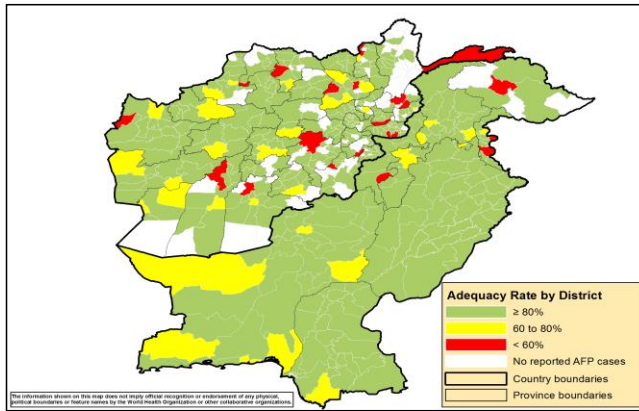 Adequacy Rate by District
≥ 80%
60 to 80%
< 60%
No reported AFP cases
Country boundaries
Province boundaries
The information shown on this map does not imply official recognition or endorsement of any physical,
political boundaries or feature names by the World Health Organization or other collaborative organizations.